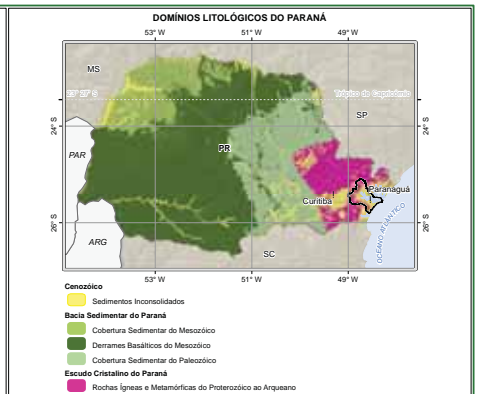 DOMÍNIOS LITOLÓGICOS DO PARANÁ
53° W
51° W
49° W
MS
23° 27' S
Trópico de Capricórnio
SP
24° S
24° S
PAR
PR
Paranaguá
Curitiba
26° S
26° S
OCEANO ATLÂNTICO
ARG
SC
53° W
51° W
49° W
Cenozóico
Sedimentos Inconsolidados
Bacia Sedimentar do Paraná
Cobertura Sedimentar do Mesozóico
Derrames Basálticos do Mesozóico
Cobertura Sedimentar do Paleozóico
Escudo Cristalino do Paraná
Rochas Ígneas e Metamórficas do Proterozóico ao Arqueano